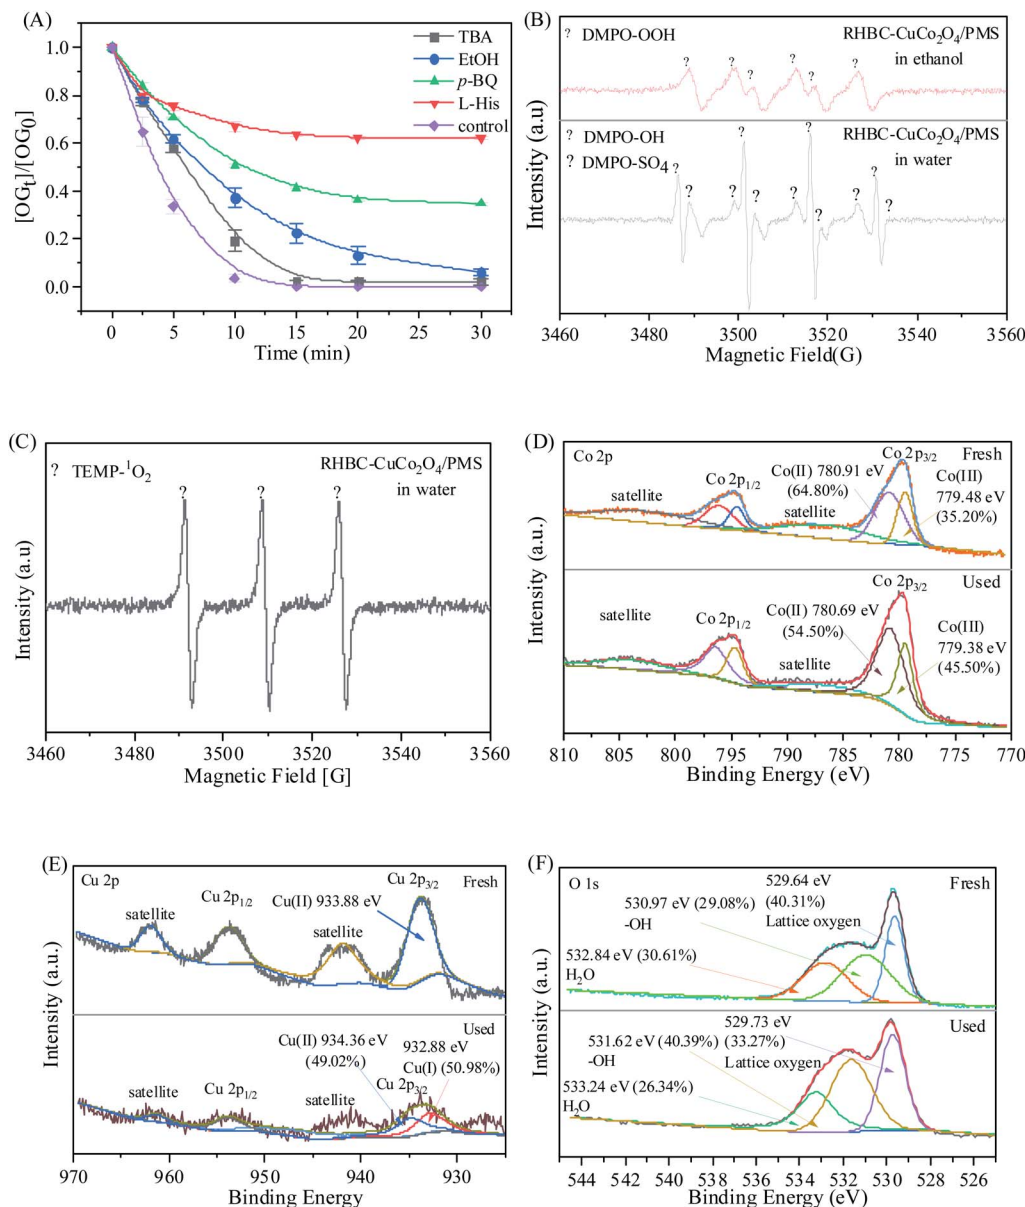 (A)
TBA
EtOH
p-BQ
L-His
control
[OGt]/[OG0]
1.0
0.8
0.6
0.4
0.2
0.0
0 5 10 15 20 25 30
Time (min)
(B)
? DMPO-OOH
RHBC-CuCo2O4/PMS
in ethanol
? ? ? ? ? ?
? DMPO-OH
? DMPO-SO4
RHBC-CuCo2O4/PMS
in water
? ? ? ? ? ? ? ? ? ? ? ?
Intensity (a.u)
3460 3480 3500 3520 3540 3560
Magnetic Field(G)
(C)
? TEMP-¹O2
RHBC-CuCo2O4/PMS
in water
? ? ?
Intensity (a.u)
3460 3480 3500 3520 3540 3560
Magnetic Field [G]
(D)
Co 2p
Co 2p3/2
Fresh
Co(II) 780.91 eV
(64.80%)
Co(III)
779.48 eV
(35.20%)
Co 2p1/2
satellite
satellite
Co 2p3/2
Used
Co(II) 780.69 eV
(54.50%)
Co(III)
779.38 eV
(45.50%)
satellite
Co 2p1/2
satellite
Intensity (a.u.)
810 805 800 795 790 785 780 775 770
Binding Energy (eV)
(E)
Cu 2p
Cu 2p3/2
Fresh
Cu 2p1/2
Cu(II) 933.88 eV
satellite
satellite
Used
Cu(II) 934.36 eV
(49.02%)
932.88 eV
Cu(I) (50.98%)
Cu 2p3/2
satellite
Cu 2p1/2
satellite
Intensity (a.u.)
970 960 950 940 930
Binding Energy
(F)
O 1s
529.64 eV
(40.31%)
Lattice oxygen
Fresh
530.97 eV (29.08%)
-OH
532.84 eV (30.61%)
H2O
529.73 eV
(33.27%)
Lattice oxygen
Used
531.62 eV (40.39%)
-OH
533.24 eV (26.34%)
H2O
Intensity (a.u.)
544 542 540 538 536 534 532 530 528 526
Binding Energy (eV)